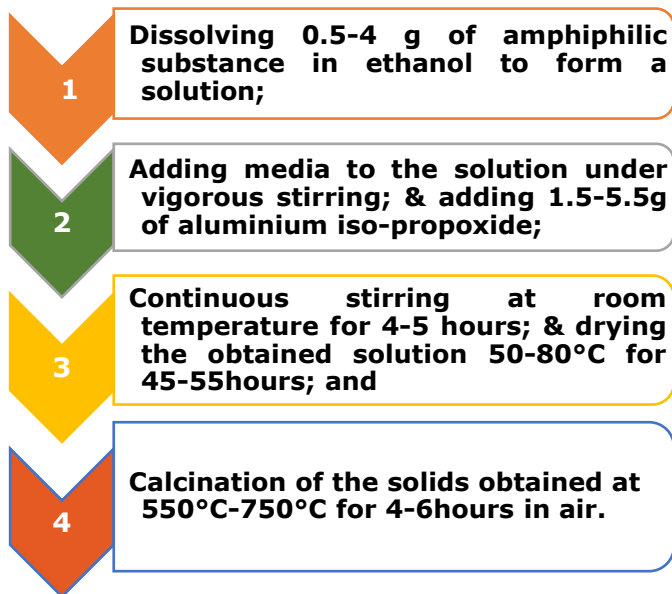 1
Dissolving 0.5-4 g of amphiphilic
substance in ethanol to form a
solution;
2
Adding media to the solution under
vigorous stirring; & adding 1.5-5.5g
of aluminium iso-propoxide;
3
Continuous stirring at room
temperature for 4-5 hours; & drying
the obtained solution 50-80°C for
45-55hours; and
4
Calcination of the solids obtained at
550°C-750°C for 4-6hours in air.